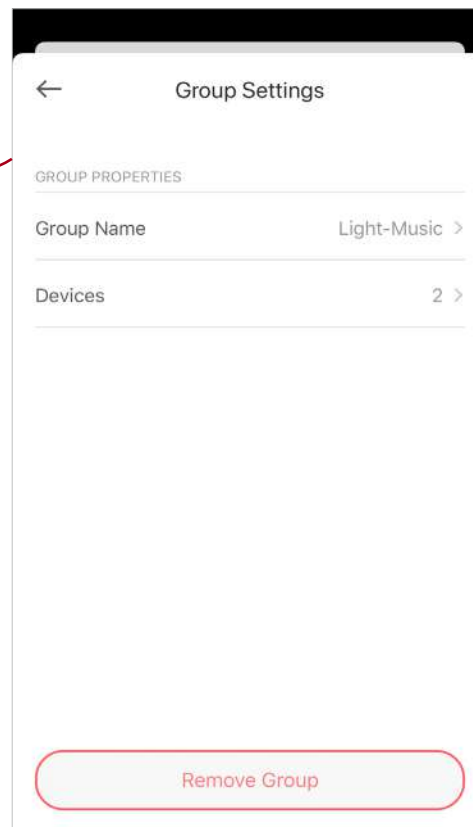 Group Settings
GROUP PROPERTIES
Group Name Light-Music
Devices 2
Remove Group